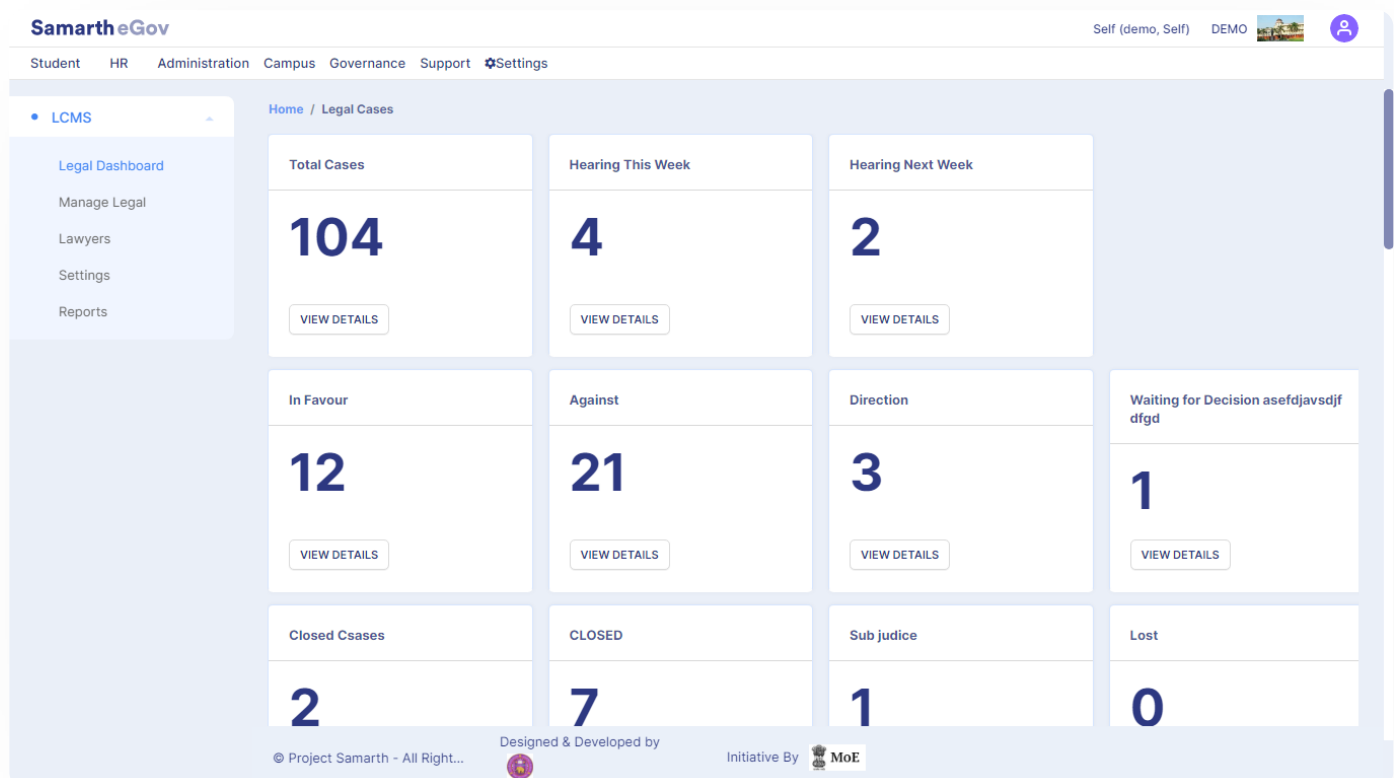 Samarth eGov
Self (demo, Self) DEMO
Student HR Administration Campus Governance Support Settings
LCMS
Legal Dashboard
Manage Legal
Lawyers
Settings
Reports
Home / Legal Cases
Total Cases
104
VIEW DETAILS
Hearing This Week
4
VIEW DETAILS
Hearing Next Week
2
VIEW DETAILS
In Favour
12
VIEW DETAILS
Against
21
VIEW DETAILS
Direction
3
VIEW DETAILS
Waiting for Decision asefdjavsdjf
dfgd
1
VIEW DETAILS
Closed Csases
2
CLOSED
7
Sub judice
1
Lost
0
© Project Samarth - All Right...
Designed & Developed by
Initiative By
MoE